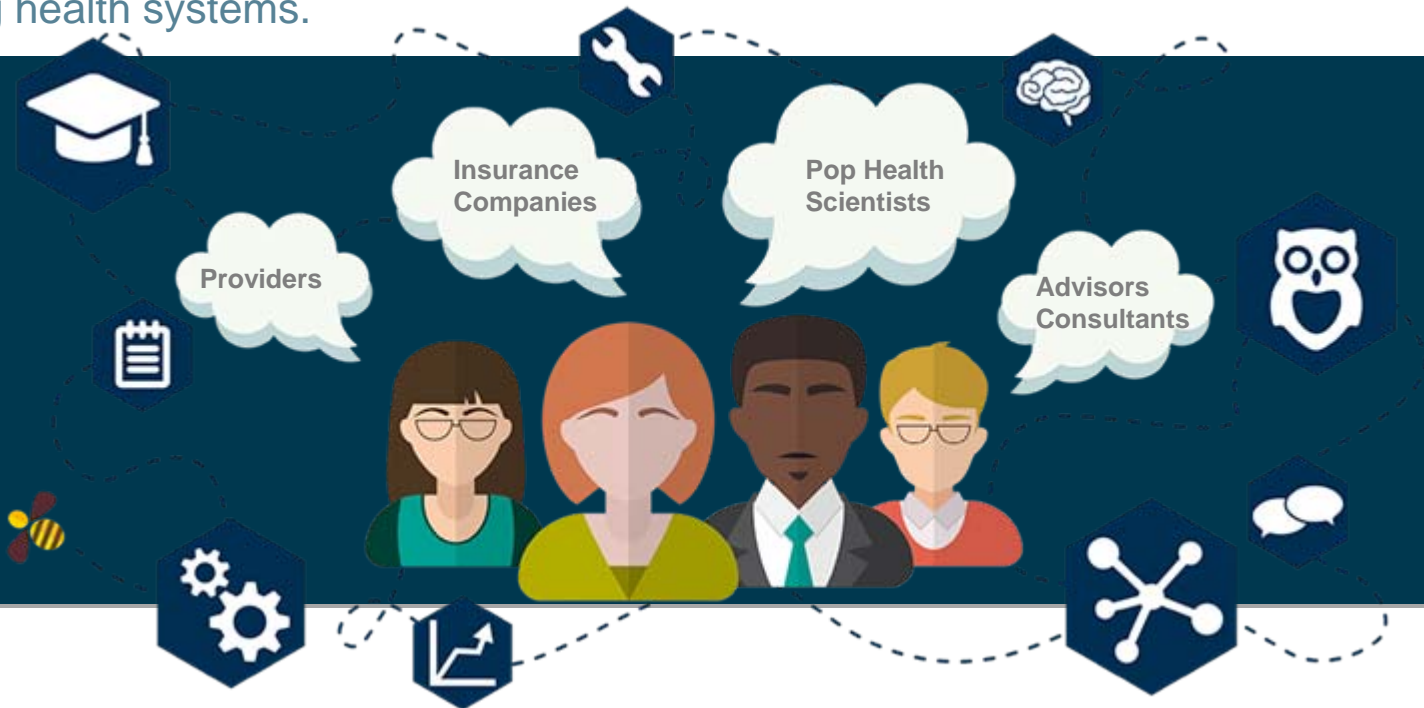 health systems.
Insurance
Companies
Pop Health
Scientists
Providers
Advisors
Consultants